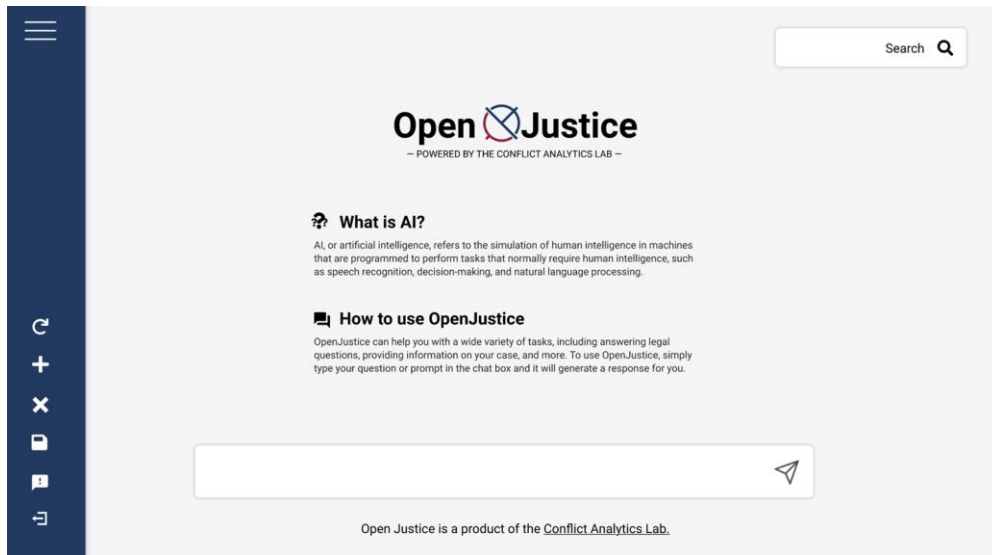 Search
Open Justice
– POWERED BY THE CONFLICT ANALYTICS LAB –
What is AI?
AI, or artificial intelligence, refers to the simulation of human intelligence in machines
that are programmed to perform tasks that normally require human intelligence, such
as speech recognition, decision-making, and natural language processing.
How to use OpenJustice
OpenJustice can help you with a wide variety of tasks, including answering legal
questions, providing information on your case, and more. To use OpenJustice, simply
type your question or prompt in the chat box and it will generate a response for you.
Open Justice is a product of the Conflict Analytics Lab.